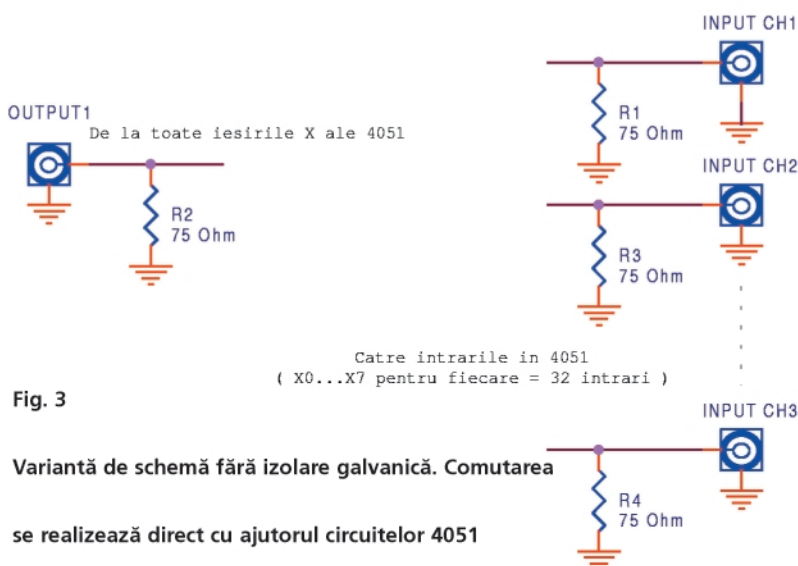 INPUT CH1
OUTPUT1
De la toate iesirile X ale 4051
R1
75 Ohm
INPUT CH2
R2
75 Ohm
R3
75 Ohm
Catre intrarile in 4051
( X0...X7 pentru fiecare = 32 intrari )
Fig. 3
INPUT CH3
Variantă de schemă fără izolare galvanică. Comutarea
R4
75 Ohm
se realizează direct cu ajutorul circuitelor 4051